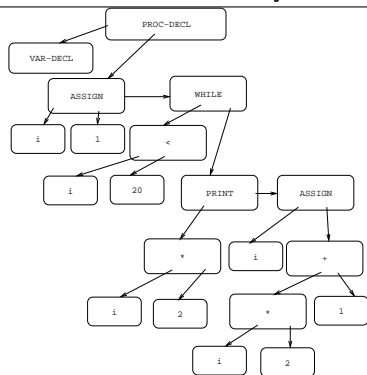 PROC-DECL
VAR-DECL
ASSIGN
WHILE
i
1
<
i
20
PRINT
ASSIGN
*
i
+
i
2
*
1
i
2